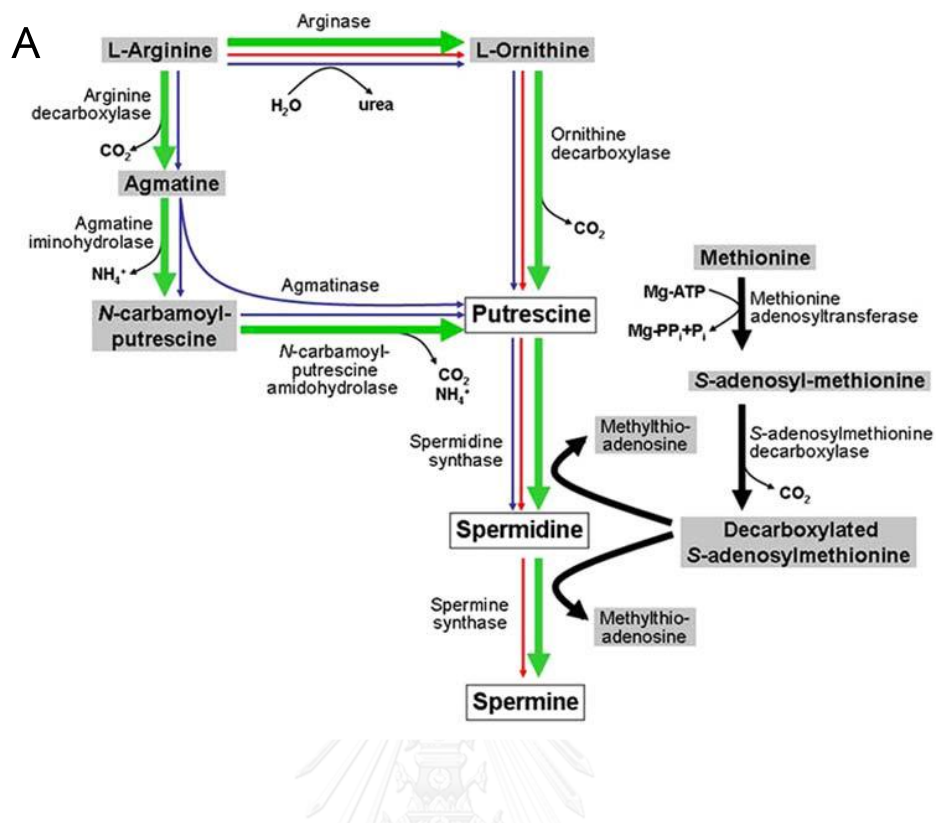 A
Arginase
L-Arginine
L-Ornithine
H₂O
urea
Arginine
decarboxylase
CO₂
Ornithine
decarboxylase
CO₂
Agmatine
Agmatine
iminohydrolase
NH₄⁺
Agmatinase
N-carbamoyl-
putrescine
Putrescine
N-carbamoyl-
putrescine
amidohydrolase
CO₂
NH₄⁺
Methionine
Mg-ATP
Methionine
adenosyltransferase
Mg-PPᵢ+Pᵢ
S-adenosyl-methionine
S-adenosylmethionine
decarboxylase
CO₂
Methylthio-
adenosine
Spermidine
synthase
Spermidine
Decarboxylated
S-adenosylmethionine
Methylthio-
adenosine
Spermine
synthase
Spermine